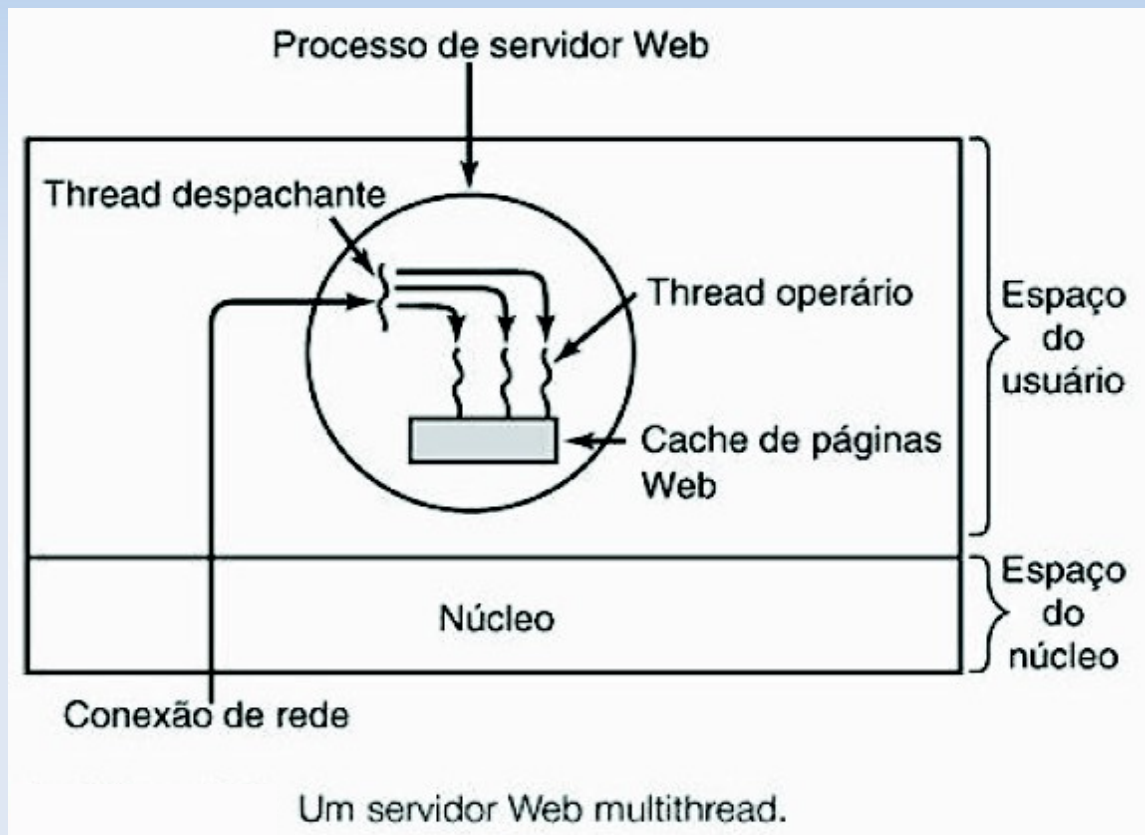 Processo de servidor Web
Thread despachante
Thread operário
Espaço
do
usuário
Cache de páginas
Web
Espaço
do
núcleo
Núcleo
Conexão de rede
Um servidor Web multithread.